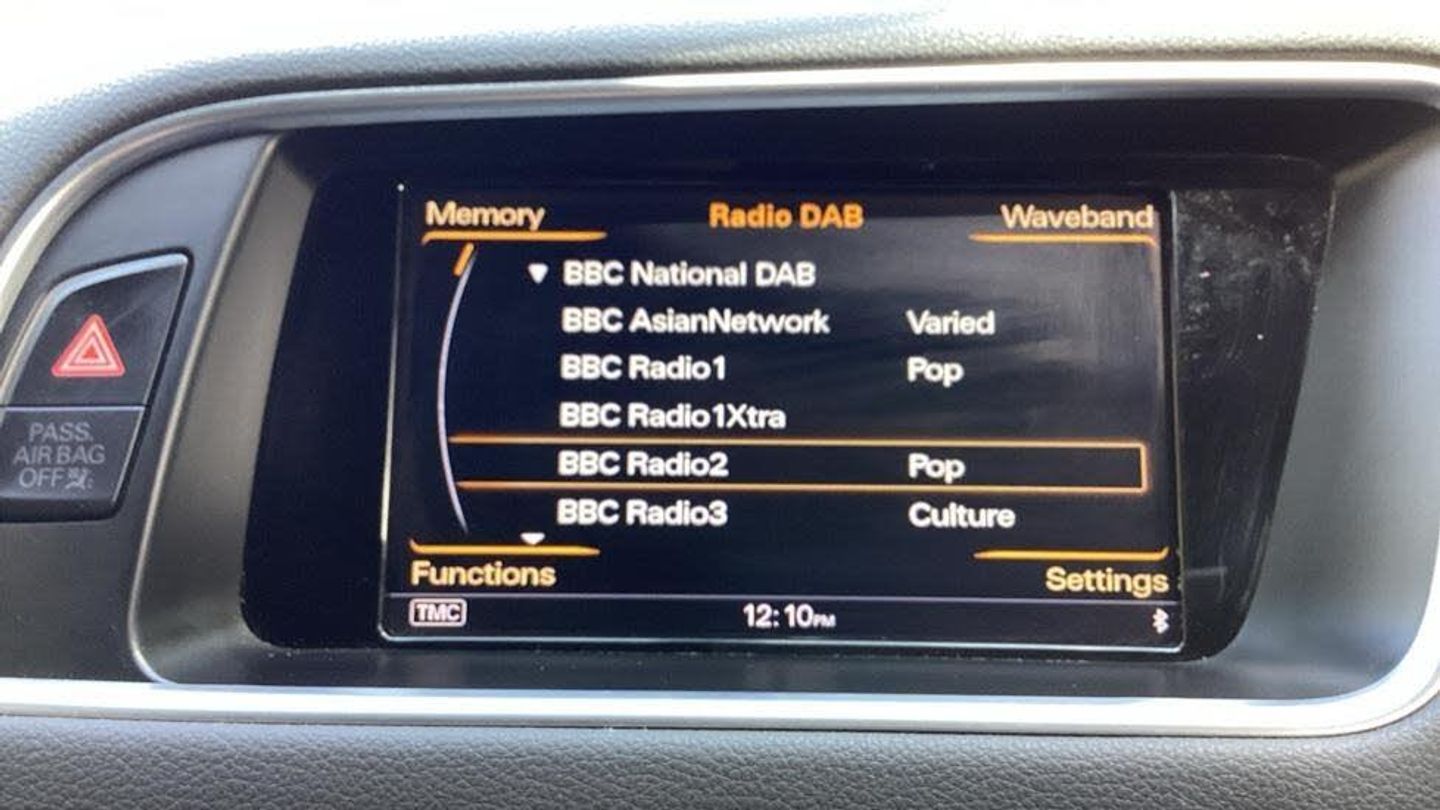 Memory Radio DAB Waveband
BBC National DAB
BBC AsianNetwork Varied
BBC Radio1 Pop
BBC Radio1Xtra
BBC Radio2 Pop
BBC Radio3 Culture
Functions Settings
TMC 12:10PM
PASS.
AIR BAG
OFF